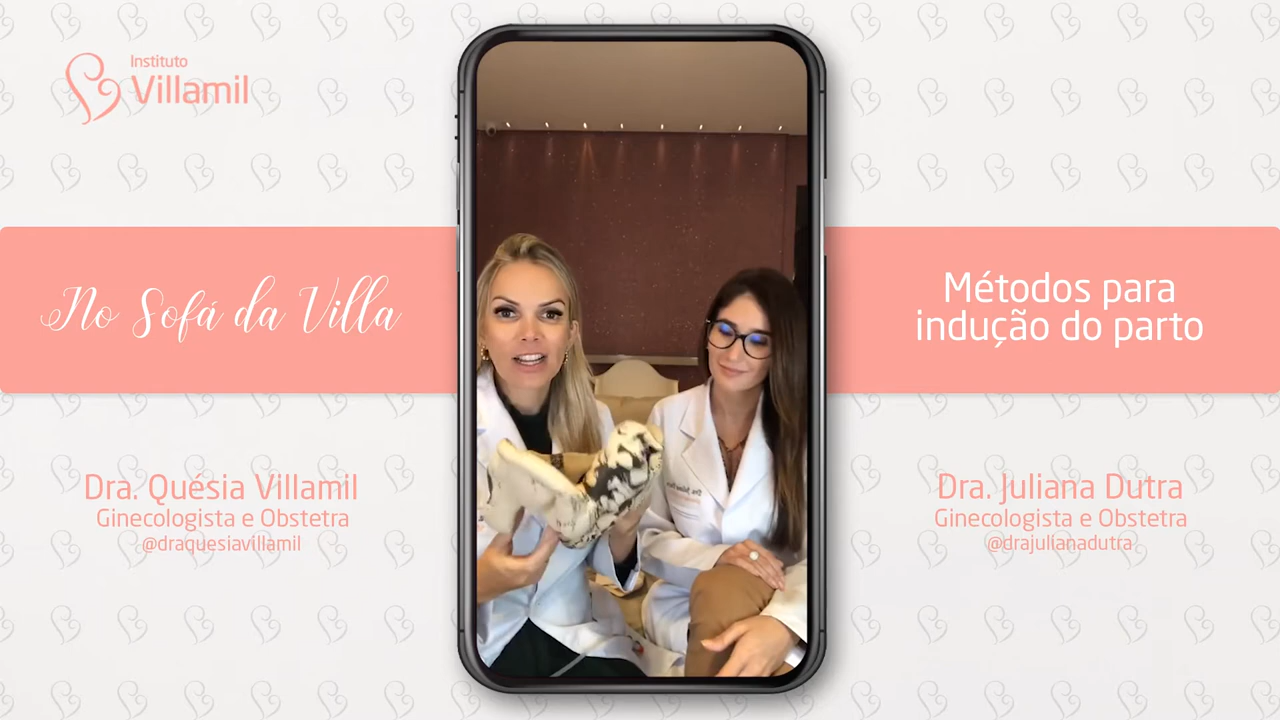 Instituto
Villamil
No Sofá da Villa
Métodos para
indução do parto
Dra. Quésia Villamil
Ginecologista e Obstetra
@draquesiavillamil
Dra. Juliana Dutra
Ginecologista e Obstetra
@drajulianadutra